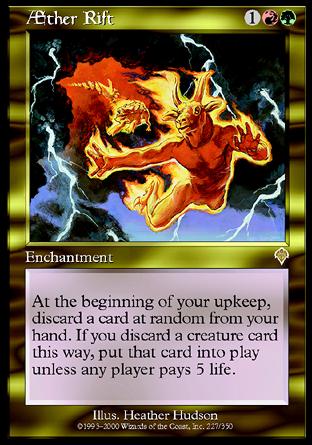 Æther Rift 1
Enchantment
At the beginning of your upkeep,
discard a card at random from your
hand. If you discard a creature card
this way, put that card into play
unless any player pays 5 life.
Illus. Heather Hudson
©1993–2000 Wizards of the Coast, Inc. 227/350